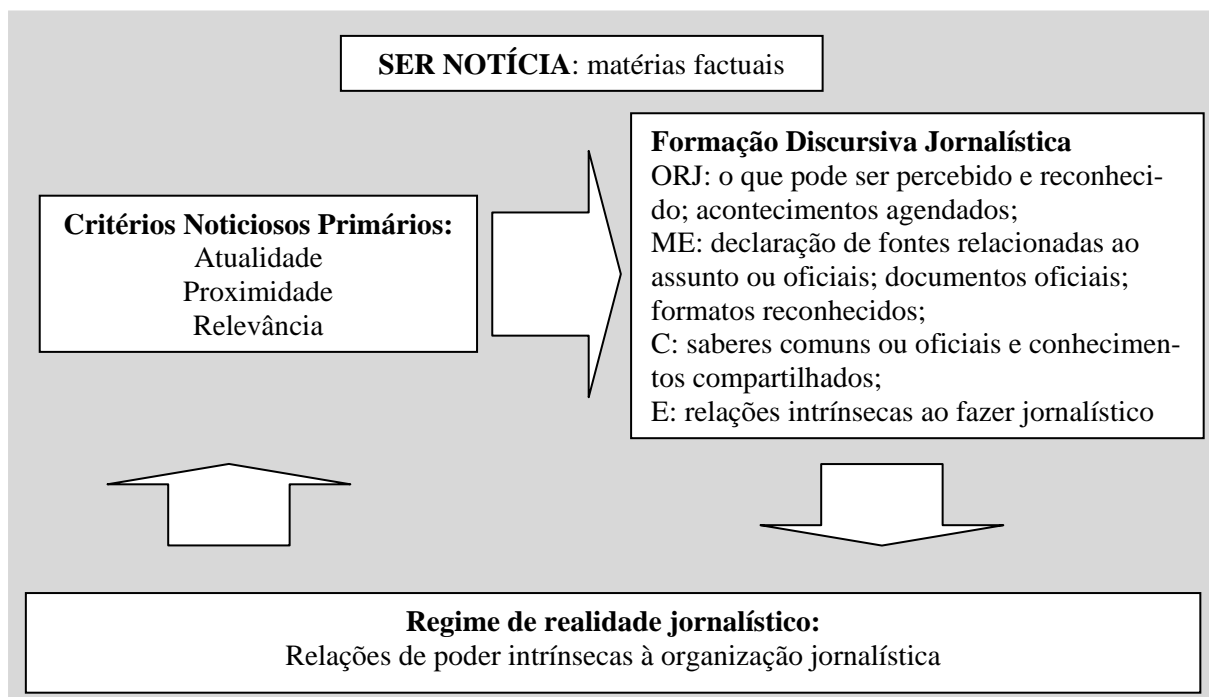 SER NOTÍCIA: matérias factuais
Critérios Noticiosos Primários:
Atualidade
Proximidade
Relevância
Formação Discursiva Jornalística
ORJ: o que pode ser percebido e reconheci-
do; acontecimentos agendados;
ME: declaração de fontes relacionadas ao
assunto ou oficiais; documentos oficiais;
formatos reconhecidos;
C: saberes comuns ou oficiais e conhecimen-
tos compartilhados;
E: relações intrínsecas ao fazer jornalístico
Regime de realidade jornalístico:
Relações de poder intrínsecas à organização jornalística